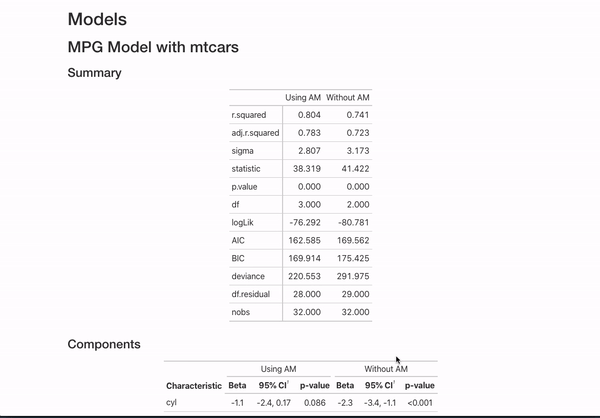 Models
MPG Model with mtcars
Summary
Using AM Without AM
r.squared 0.804 0.741
adj.r.squared 0.783 0.723
sigma 2.807 3.173
statistic 38.319 41.422
p.value 0.000 0.000
df 3.000 2.000
logLik -76.292 -80.781
AIC 162.585 169.562
BIC 169.914 175.425
deviance 220.553 291.975
df.residual 28.000 29.000
nobs 32.000 32.000
Components
Using AM Without AM
Characteristic Beta 95% CI¹ p-value Beta 95% CI¹ p-value
cyl -1.1 -2.4, 0.17 0.086 -2.3 -3.4, -1.1 <0.001